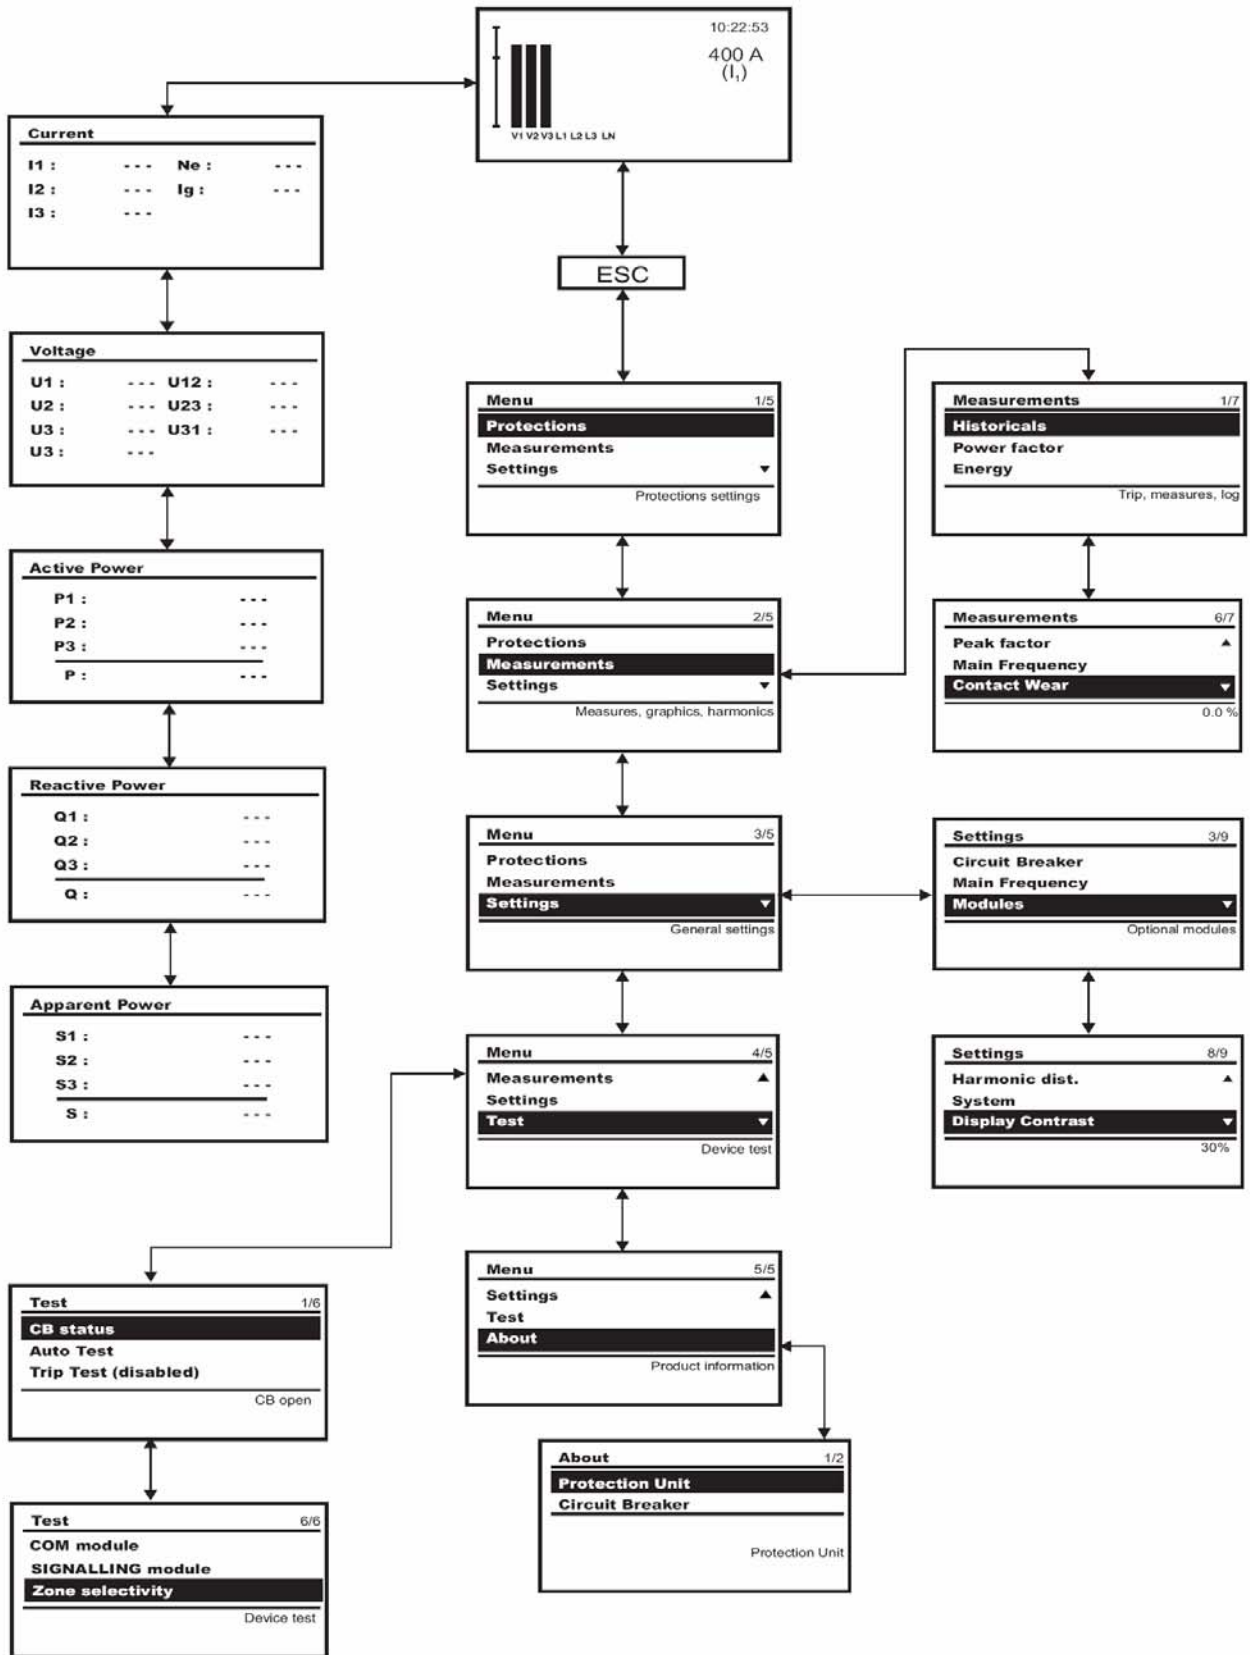 10:22:53
400 A
(I₁)
V1 V2 V3 L1 L2 L3 LN
Current
I1 : - - - Ne : - - -
I2 : - - - Ig : - - -
I3 : - - -
Voltage
U1 : - - - U12 : - - -
U2 : - - - U23 : - - -
U3 : - - - U31 : - - -
U3 : - - -
Active Power
P1 : - - -
P2 : - - -
P3 : - - -
P : - - -
Reactive Power
Q1 : - - -
Q2 : - - -
Q3 : - - -
Q : - - -
Apparent Power
S1 : - - -
S2 : - - -
S3 : - - -
S : - - -
ESC
Menu 1/5
Protections
Measurements
Settings ▼
Protections settings
Menu 2/5
Protections
Measurements
Settings ▼
Measures, graphics, harmonics
Measurements 1/7
Historicals
Power factor
Energy
Trip, measures, log
Measurements 6/7
Peak factor ▲
Main Frequency
Contact Wear ▼
0.0 %
Menu 3/5
Protections
Measurements
Settings ▼
General settings
Settings 3/9
Circuit Breaker
Main Frequency
Modules ▼
Optional modules
Settings 8/9
Harmonic dist. ▲
System
Display Contrast ▼
30%
Menu 4/5
Measurements ▲
Settings
Test ▼
Device test
Test 1/6
CB status
Auto Test
Trip Test (disabled)
CB open
Test 6/6
COM module
SIGNALLING module
Zone selectivity
Device test
Menu 5/5
Settings ▲
Test
About
Product information
About 1/2
Protection Unit
Circuit Breaker
Protection Unit